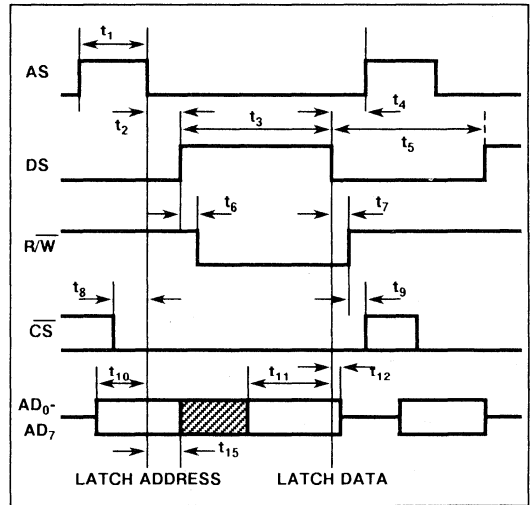 t1
AS
t2
t3
t4
t5
DS
t6
t7
R/W̅
t8
t9
C̅S̅
t10
t11
t12
AD0-
AD7
t15
LATCH ADDRESS
LATCH DATA